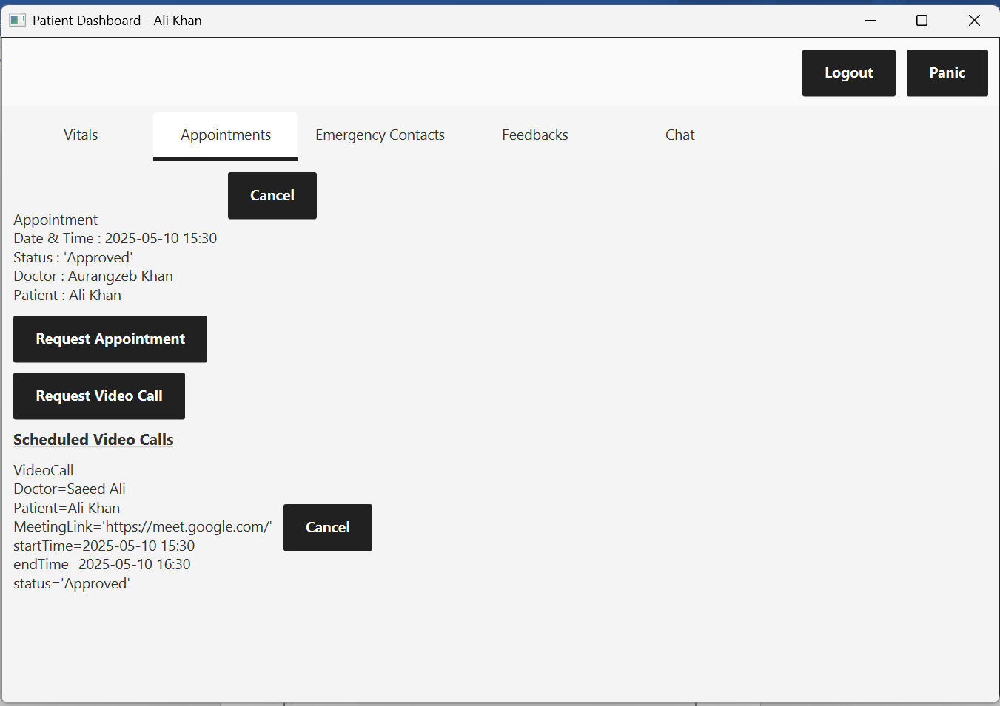 Patient Dashboard - Ali Khan
Logout
Panic
Vitals
Appointments
Emergency Contacts
Feedbacks
Chat
Cancel
Appointment
Date & Time : 2025-05-10 15:30
Status : 'Approved'
Doctor : Aurangzeb Khan
Patient : Ali Khan
Request Appointment
Request Video Call
Scheduled Video Calls
VideoCall
Doctor=Saeed Ali
Patient=Ali Khan
MeetingLink='https://meet.google.com/'
startTime=2025-05-10 15:30
endTime=2025-05-10 16:30
status='Approved'
Cancel